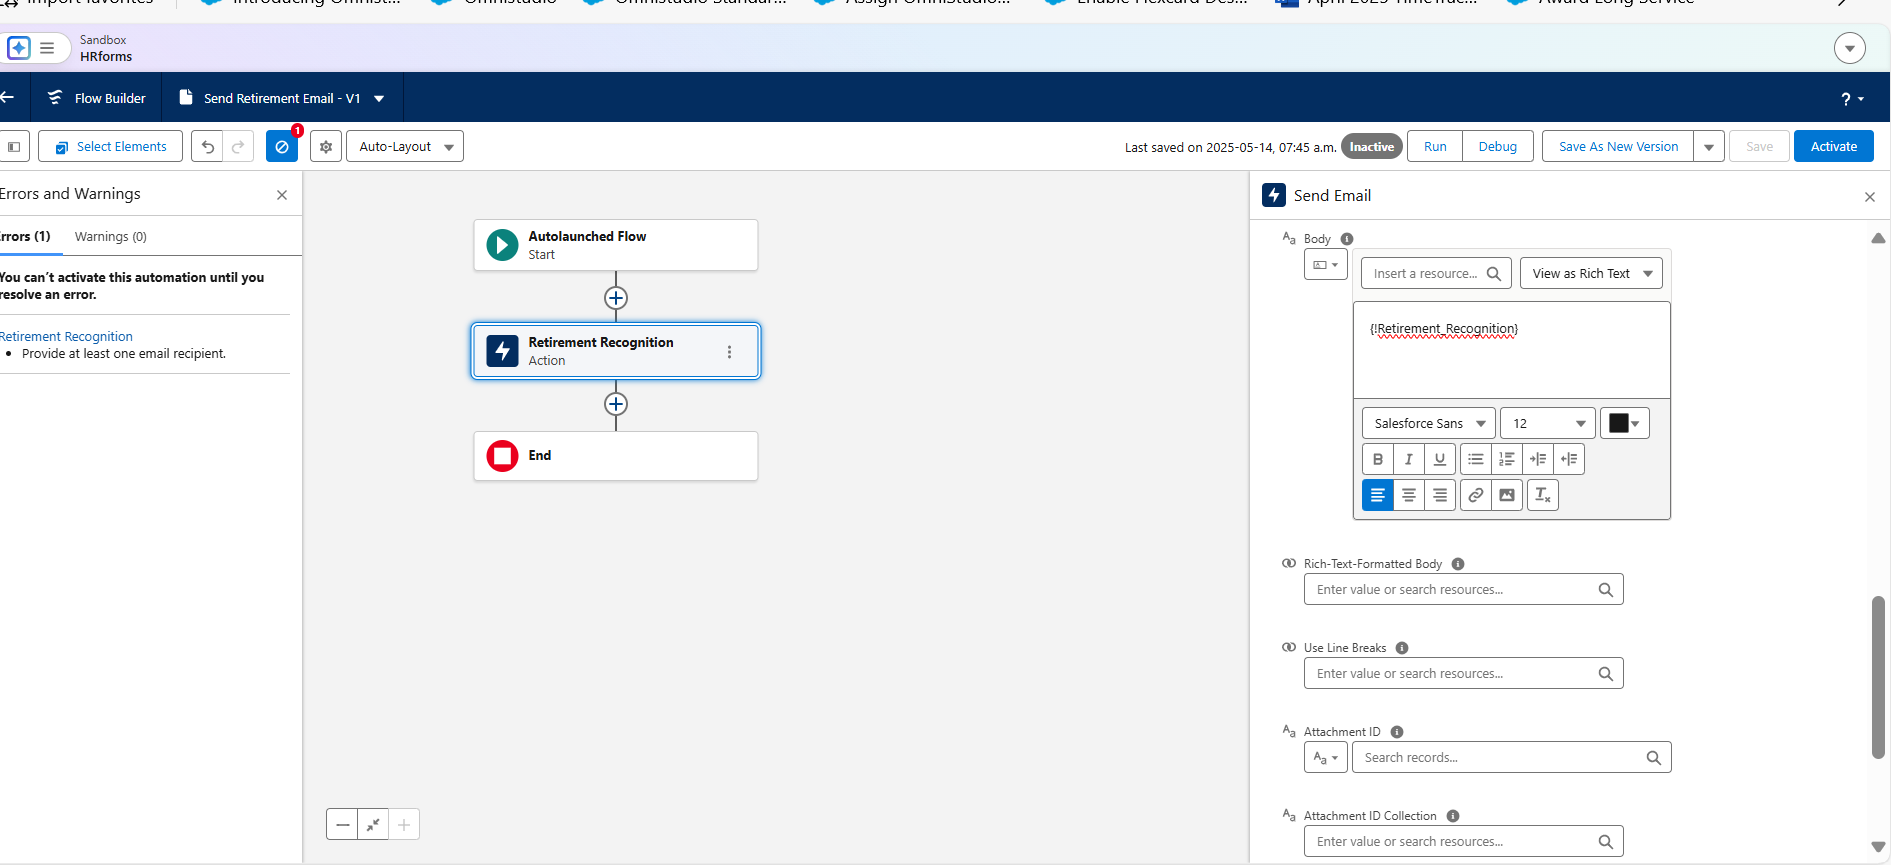 Import favorites
Introducing Omnist...
Omnistudio
Omnistudio Standar...
Assign OmniStudio...
Enable Flexcard Des...
April 2025 TimeTrac...
Award Long Service
Sandbox
HRforms
Flow Builder
Send Retirement Email - V1
?
Select Elements
1
Auto-Layout
Last saved on 2025-05-14, 07:45 a.m.
Inactive
Run
Debug
Save As New Version
Save
Activate
Errors and Warnings
rrors (1)
Warnings (0)
You can't activate this automation until you
resolve an error.
Retirement Recognition
• Provide at least one email recipient.
Autolaunched Flow
Start
Retirement Recognition
Action
End
Send Email
Aa Body
Insert a resource...
View as Rich Text
{!Retirement_Recognition}
Salesforce Sans
12
B I U
Rich-Text-Formatted Body
Enter value or search resources...
Use Line Breaks
Enter value or search resources...
Aa Attachment ID
Aa
Search records...
Aa Attachment ID Collection
Enter value or search resources...